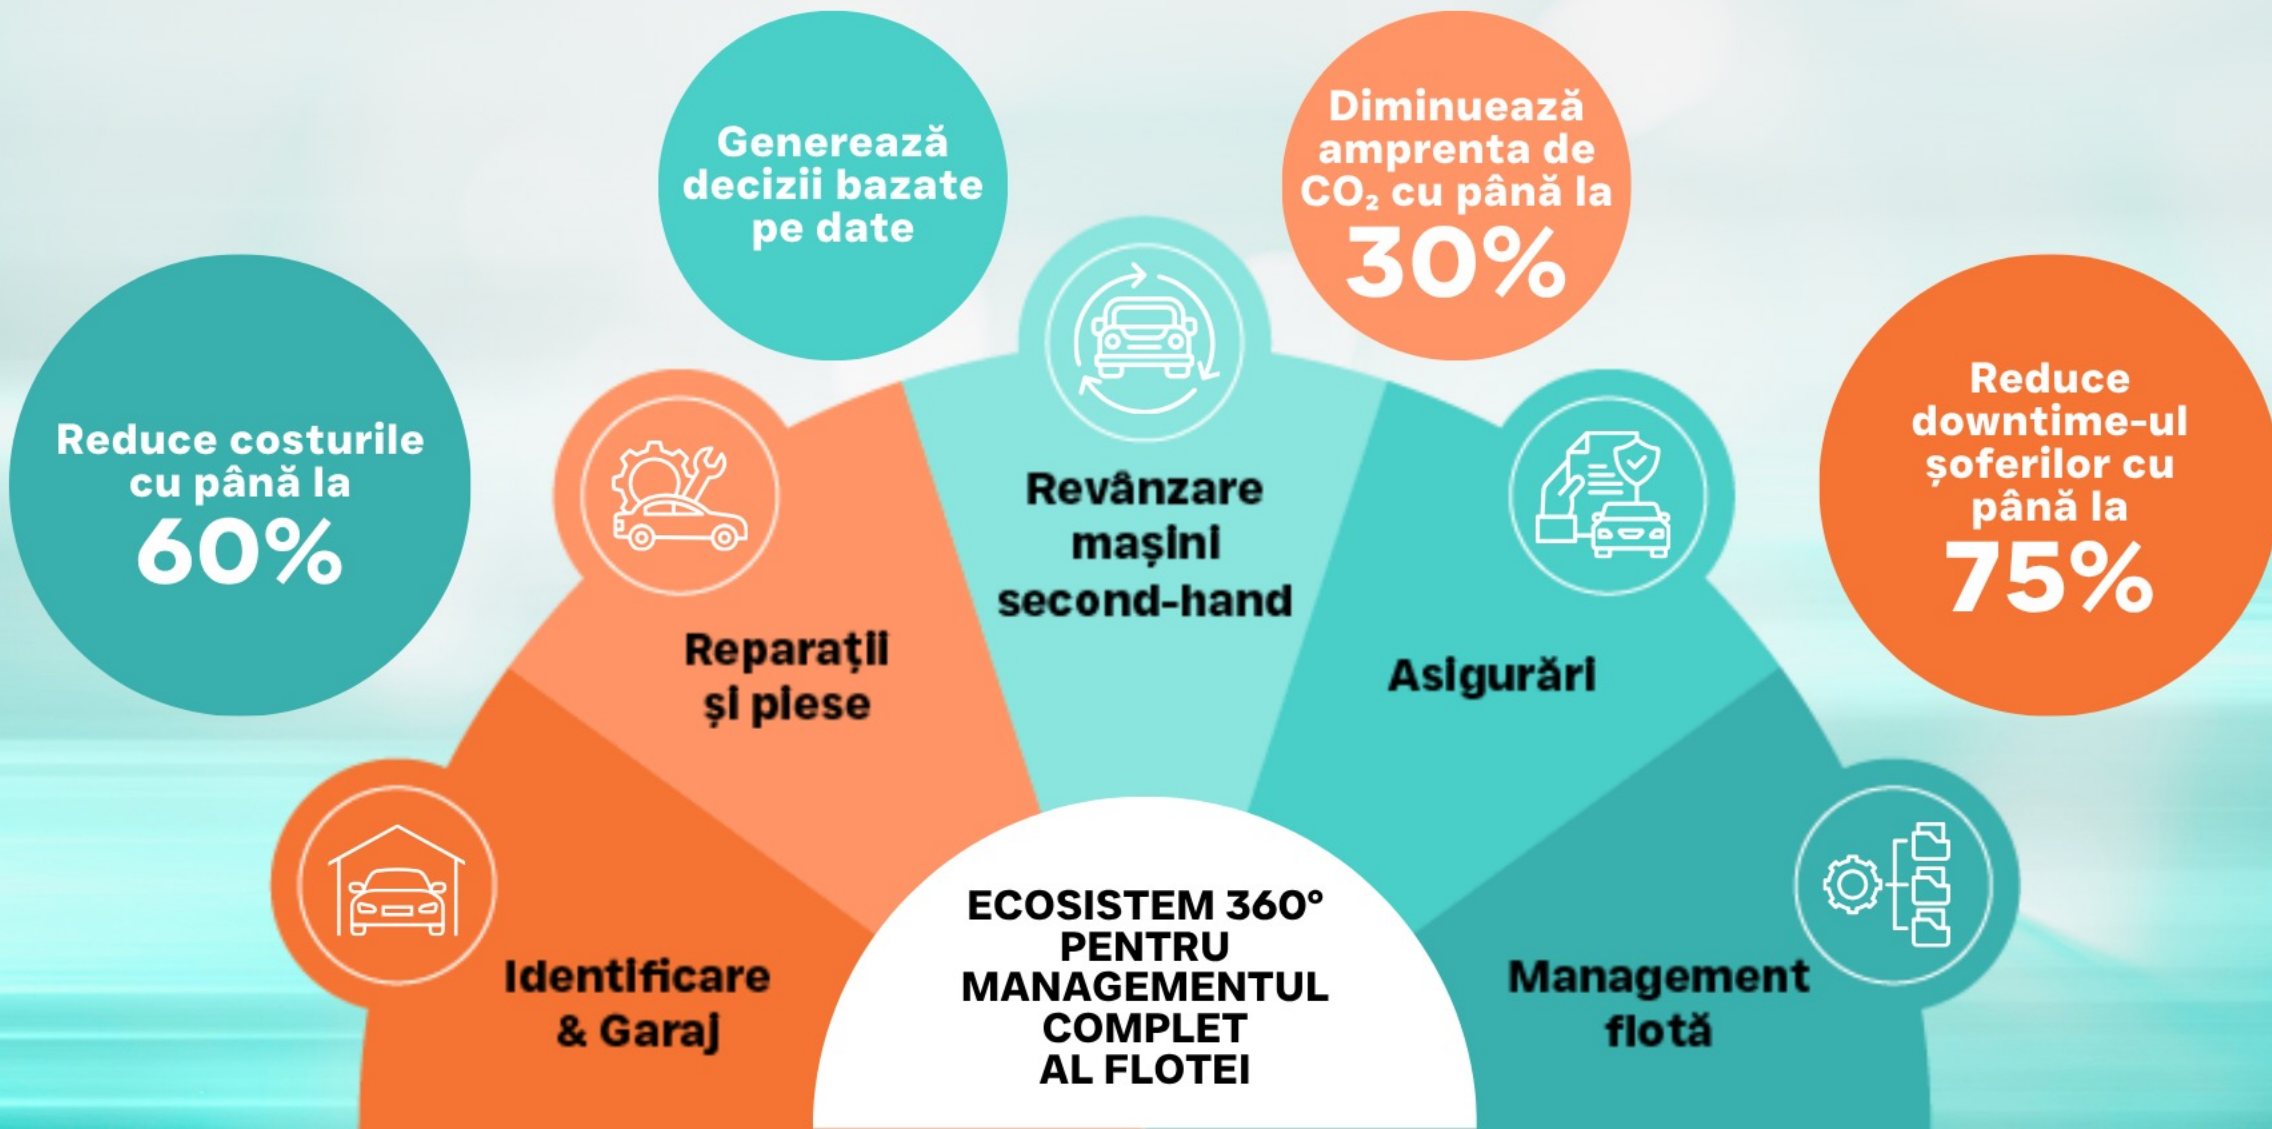 Generează
decizii bazate
pe date
Diminuează
amprenta de
CO₂ cu până la
30%
Reduce costurile
cu până la
60%
Reduce
downtime-ul
șoferilor cu
până la
75%
Revânzare
mașini
second-hand
Reparații
și piese
Asigurări
Identificare
& Garaj
Management
flotă
ECOSISTEM 360°
PENTRU
MANAGEMENTUL
COMPLET
AL FLOTEI